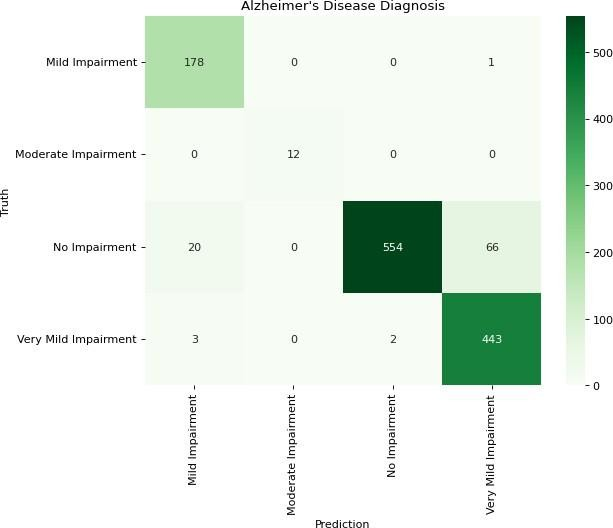 Alzheimer's Disease Diagnosis
Mild Impairment 178 0 0 1
Moderate Impairment 0 12 0 0
No Impairment 20 0 554 66
Very Mild Impairment 3 0 2 443
Truth
Mild Impairment
Moderate Impairment
No Impairment
Very Mild Impairment
Prediction
500
400
300
200
100
0